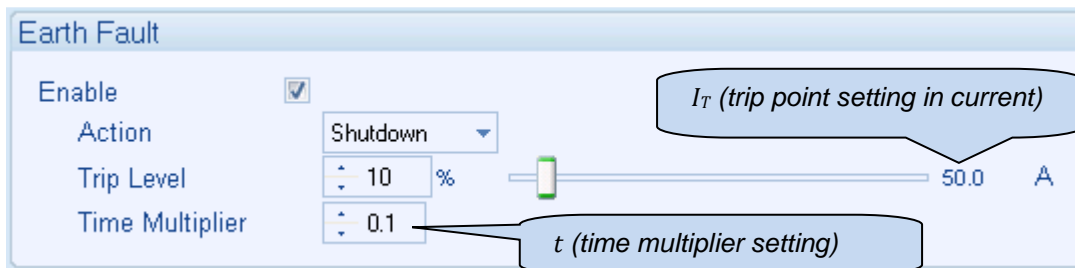 Earth Fault
Enable
I_T (trip point setting in current)
Action Shutdown
Trip Level 10 % 50.0 A
Time Multiplier 0.1
t (time multiplier setting)